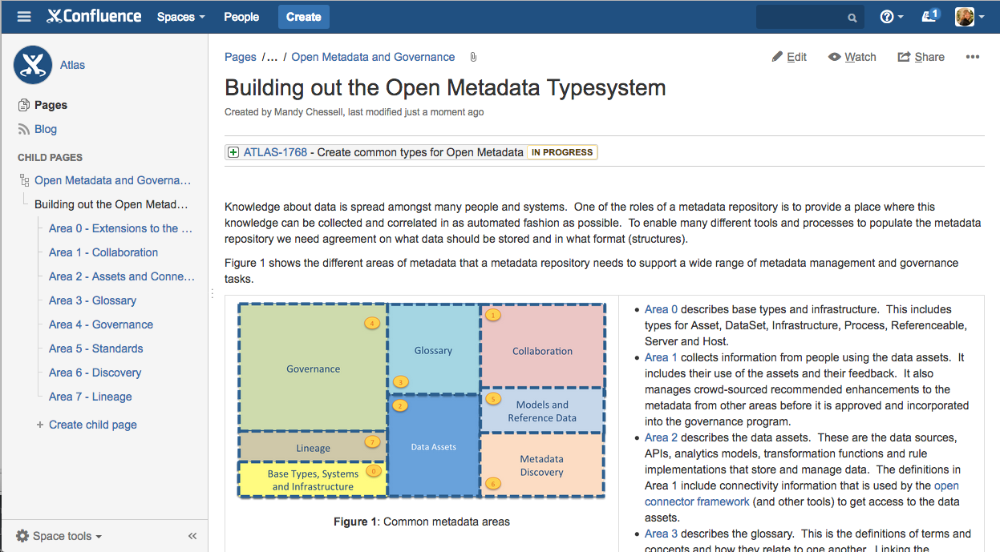 Confluence Spaces People Create 1
Atlas
Pages
Blog
CHILD PAGES
Open Metadata and Governa...
Building out the Open Metad...
Area 0 - Extensions to the ...
Area 1 - Collaboration
Area 2 - Assets and Conne...
Area 3 - Glossary
Area 4 - Governance
Area 5 - Standards
Area 6 - Discovery
Area 7 - Lineage
+ Create child page
Space tools
Pages /... / Open Metadata and Governance
Edit Watch Share
Building out the Open Metadata Typesystem
Created by Mandy Chessell, last modified just a moment ago
ATLAS-1768 - Create common types for Open Metadata IN PROGRESS
Knowledge about data is spread amongst many people and systems. One of the roles of a metadata repository is to provide a place where this
knowledge can be collected and correlated in as automated fashion as possible. To enable many different tools and processes to populate the metadata
repository we need agreement on what data should be stored and in what format (structures).
Figure 1 shows the different areas of metadata that a metadata repository needs to support a wide range of metadata management and governance
tasks.
4
Governance
Glossary
3
1
Collaboration
2
Data Assets
5
Models and
Reference Data
Lineage
7
Base Types, Systems
and Infrastructure
0
Metadata
Discovery
6
Figure 1: Common metadata areas
Area 0 describes base types and infrastructure. This includes
types for Asset, DataSet, Infrastructure, Process, Referenceable,
Server and Host.
Area 1 collects information from people using the data assets. It
includes their use of the assets and their feedback. It also
manages crowd-sourced recommended enhancements to the
metadata from other areas before it is approved and incorporated
into the governance program.
Area 2 describes the data assets. These are the data sources,
APIs, analytics models, transformation functions and rule
implementations that store and manage data. The definitions in
Area 1 include connectivity information that is used by the open
connector framework (and other tools) to get access to the data
assets.
Area 3 describes the glossary. This is the definitions of terms and
concepts and how they relate to one another. Linking the